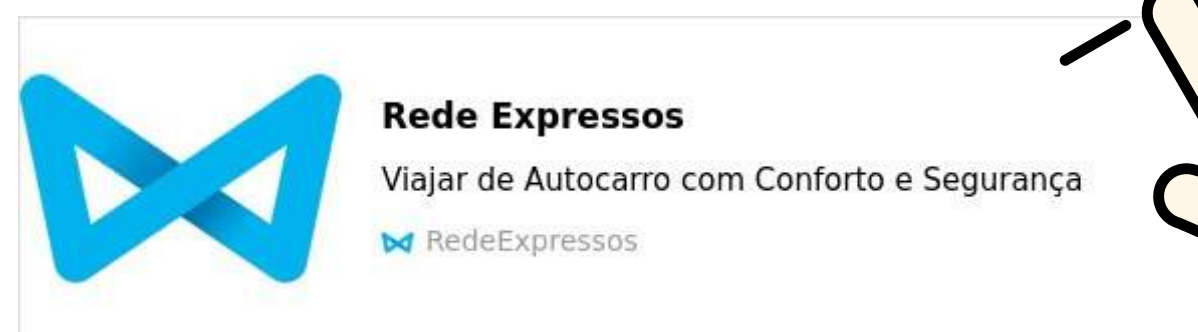 Rede Expressos
Viajar de Autocarro com Conforto e Segurança
RedeExpressos